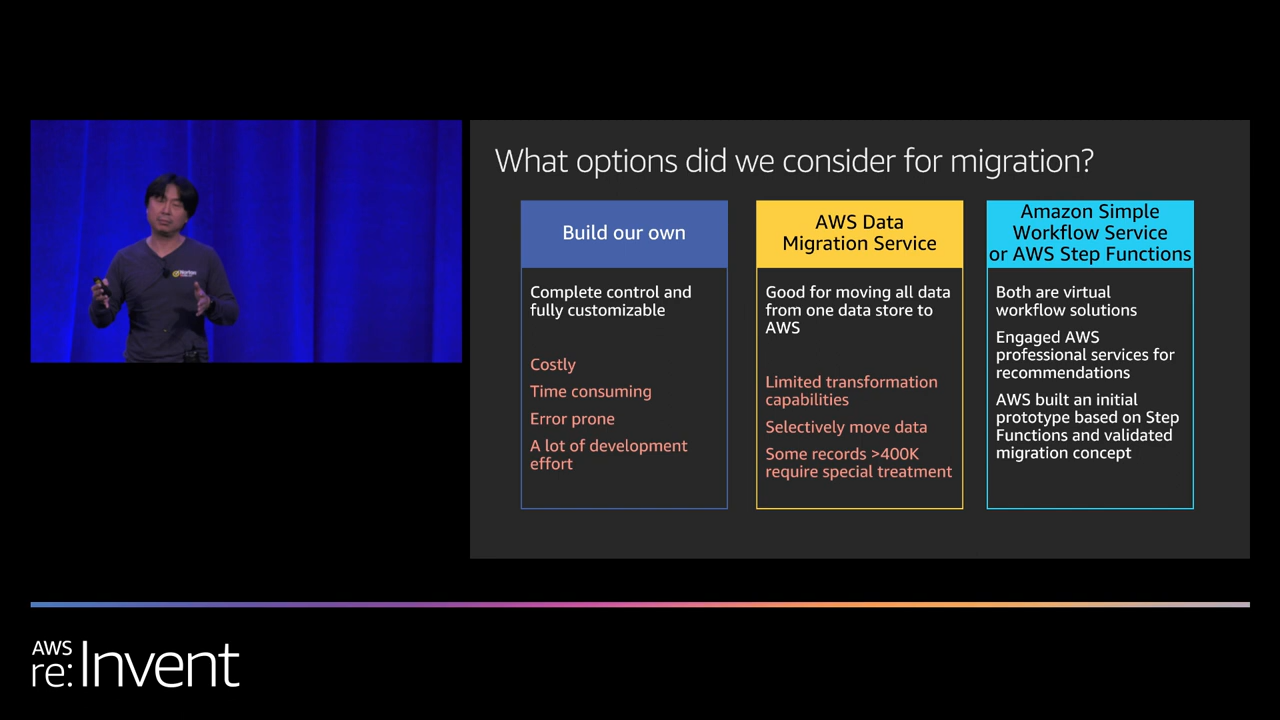 What options did we consider for migration?
Build our own
Complete control and
fully customizable
Costly
Time consuming
Error prone
A lot of development
effort
AWS Data
Migration Service
Good for moving all data
from one data store to
AWS
Limited transformation
capabilities
Selectively move data
Some records >400K
require special treatment
Amazon Simple
Workflow Service
or AWS Step Functions
Both are virtual
workflow solutions
Engaged AWS
professional services for
recommendations
AWS built an initial
prototype based on Step
Functions and validated
migration concept
AWS
re:Invent